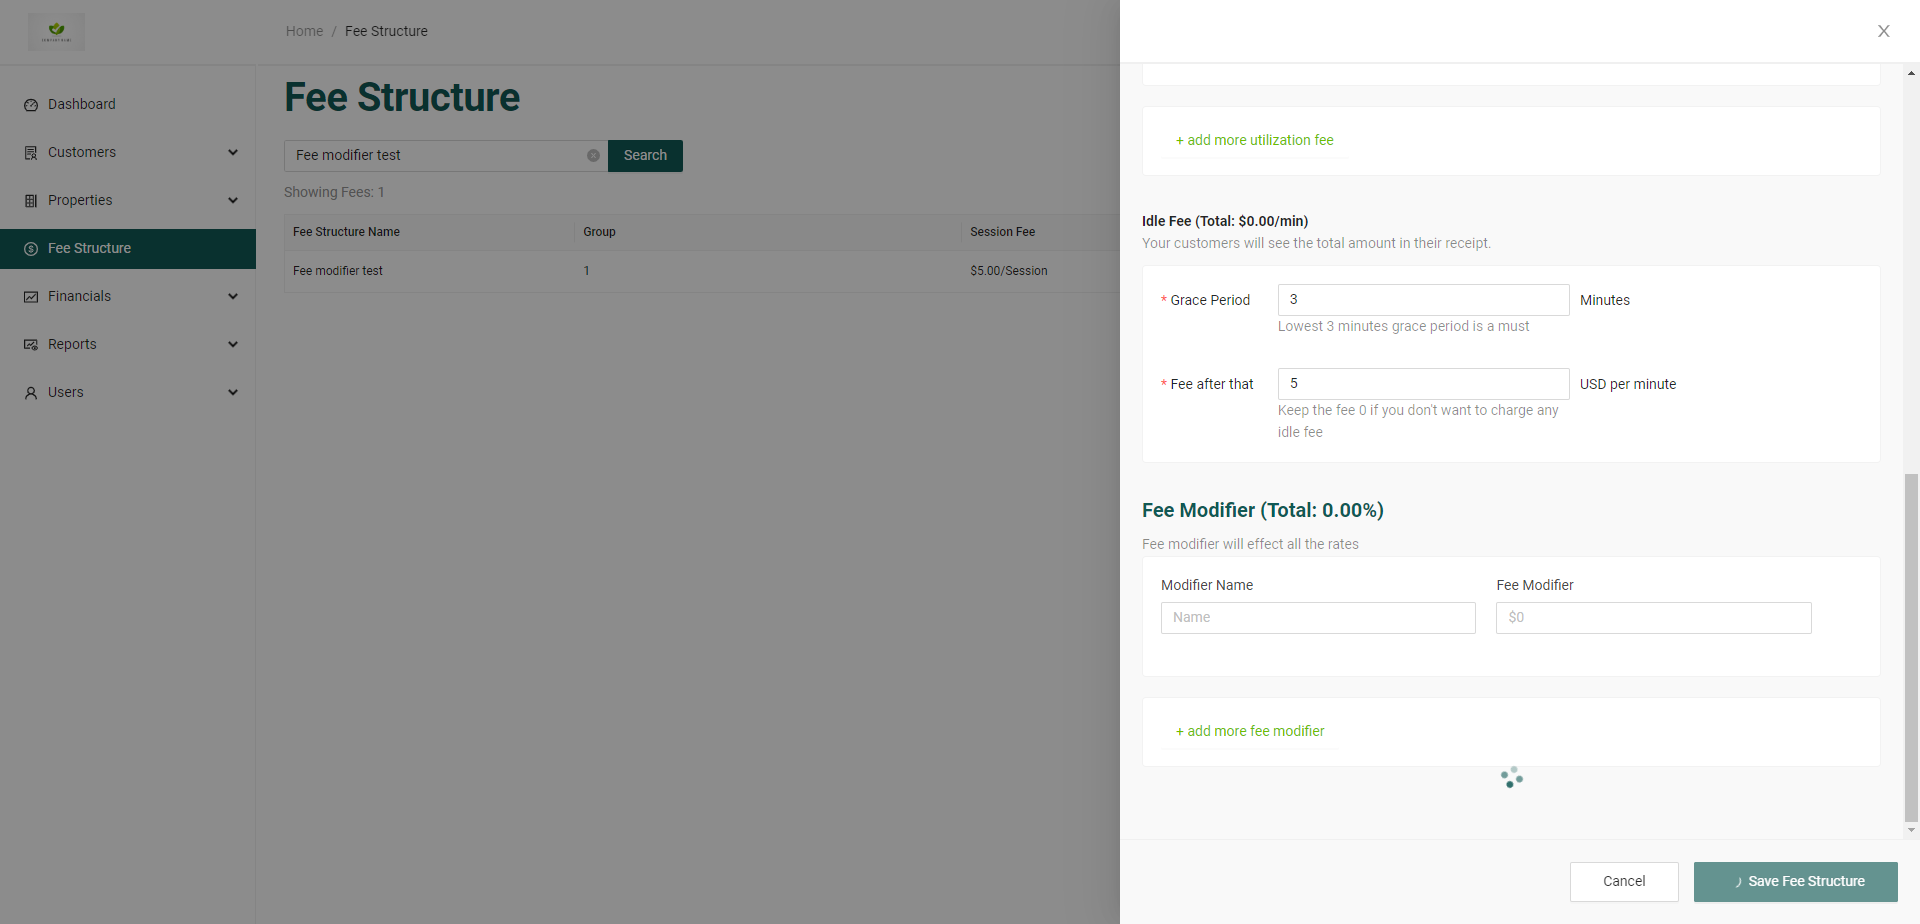 Home / Fee Structure
X
Dashboard
Customers
Properties
Fee Structure
Financials
Reports
Users
Fee Structure
Fee modifier test
Search
Showing Fees: 1
Fee Structure Name Group Session Fee
Fee modifier test 1 $5.00/Session
+ add more utilization fee
Idle Fee (Total: $0.00/min)
Your customers will see the total amount in their receipt.
* Grace Period 3 Minutes
Lowest 3 minutes grace period is a must
* Fee after that 5 USD per minute
Keep the fee 0 if you don't want to charge any
idle fee
Fee Modifier (Total: 0.00%)
Fee modifier will effect all the rates
Modifier Name Fee Modifier
Name $0
+ add more fee modifier
Cancel Save Fee Structure